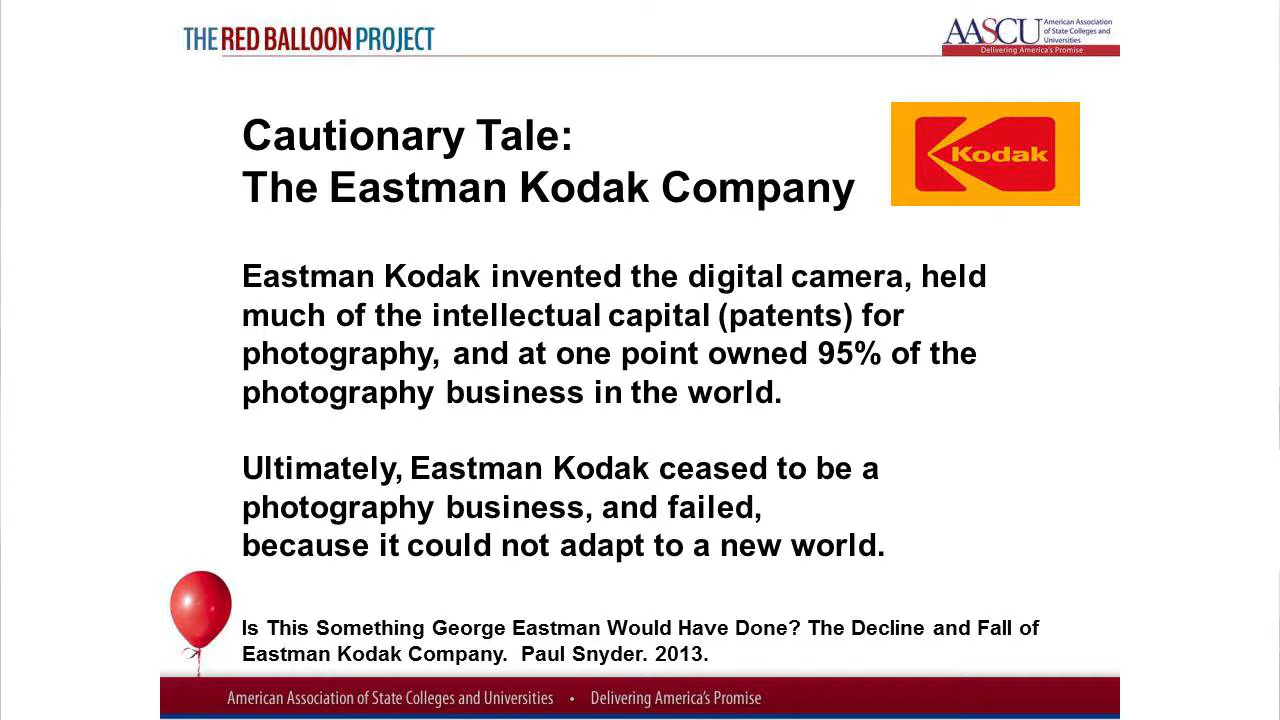 THE RED BALLOON PROJECT
AASCU American Association
of State Colleges and
Universities
Delivering America's Promise
Cautionary Tale:
The Eastman Kodak Company
Kodak
Eastman Kodak invented the digital camera, held
much of the intellectual capital (patents) for
photography, and at one point owned 95% of the
photography business in the world.
Ultimately, Eastman Kodak ceased to be a
photography business, and failed,
because it could not adapt to a new world.
Is This Something George Eastman Would Have Done? The Decline and Fall of
Eastman Kodak Company. Paul Snyder. 2013.
American Association of State Colleges and Universities • Delivering America's Promise